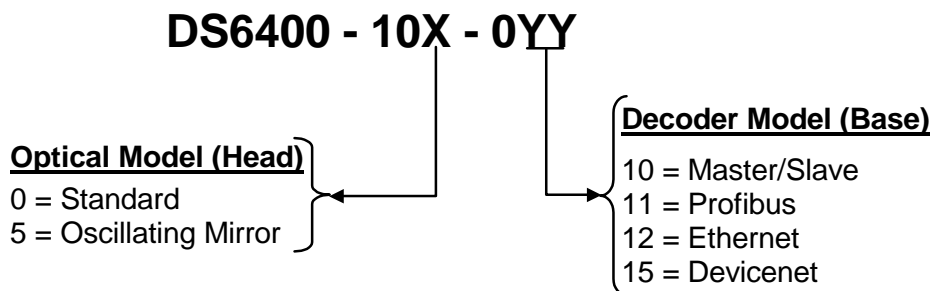 DS6400 - 10X - 0YY
Optical Model (Head)
0 = Standard
5 = Oscillating Mirror
Decoder Model (Base)
10 = Master/Slave
11 = Profibus
12 = Ethernet
15 = Devicenet